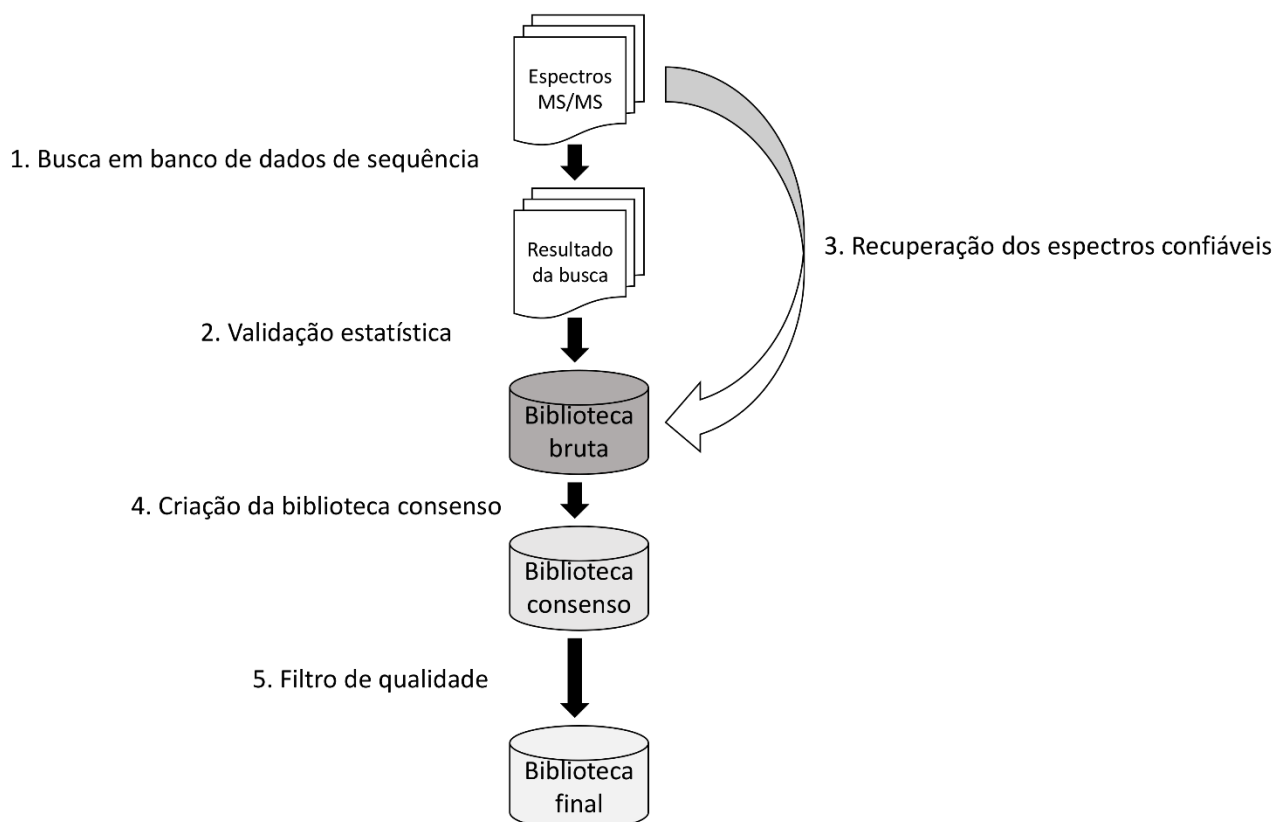 Espectros
MS/MS
1. Busca em banco de dados de sequência
Resultado
da busca
3. Recuperação dos espectros confiáveis
2. Validação estatística
Biblioteca
bruta
4. Criação da biblioteca consenso
Biblioteca
consenso
5. Filtro de qualidade
Biblioteca
final